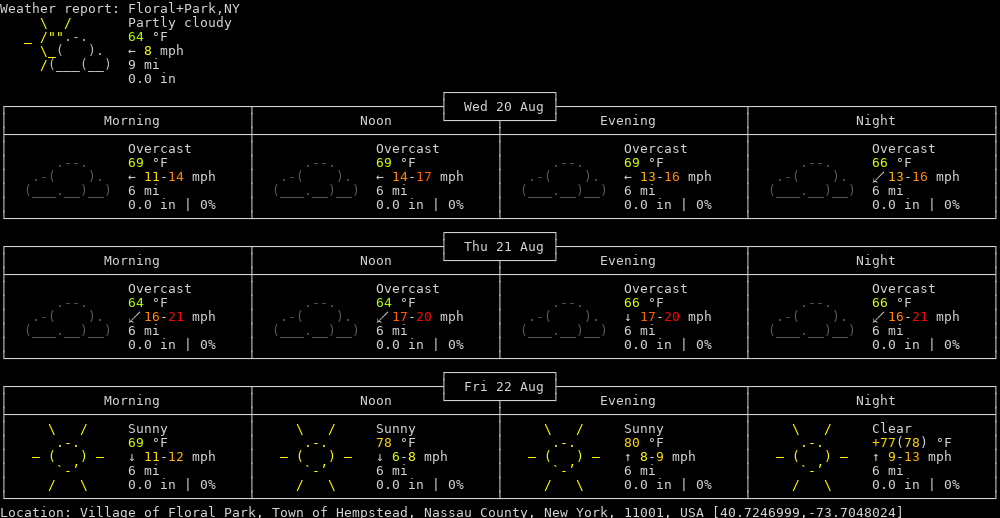 Weather report: Floral+Park,NY
Partly cloudy
64 °F
← 8 mph
9 mi
0.0 in
Wed 20 Aug
Morning Noon Evening Night
Overcast Overcast Overcast Overcast
69 °F 69 °F 69 °F 66 °F
← 11-14 mph ← 14-17 mph ← 13-16 mph ↙ 13-16 mph
6 mi 6 mi 6 mi 6 mi
0.0 in | 0% 0.0 in | 0% 0.0 in | 0% 0.0 in | 0%
Thu 21 Aug
Morning Noon Evening Night
Overcast Overcast Overcast Overcast
64 °F 64 °F 66 °F 66 °F
↙ 16-21 mph ↙ 17-20 mph ↓ 17-20 mph ↙ 16-21 mph
6 mi 6 mi 6 mi 6 mi
0.0 in | 0% 0.0 in | 0% 0.0 in | 0% 0.0 in | 0%
Fri 22 Aug
Morning Noon Evening Night
Sunny Sunny Sunny Clear
69 °F 78 °F 80 °F +77(78) °F
↓ 11-12 mph ↓ 6-8 mph ↑ 8-9 mph ↑ 9-13 mph
6 mi 6 mi 6 mi 6 mi
0.0 in | 0% 0.0 in | 0% 0.0 in | 0% 0.0 in | 0%
Location: Village of Floral Park, Town of Hempstead, Nassau County, New York, 11001, USA [40.7246999,-73.7048024]